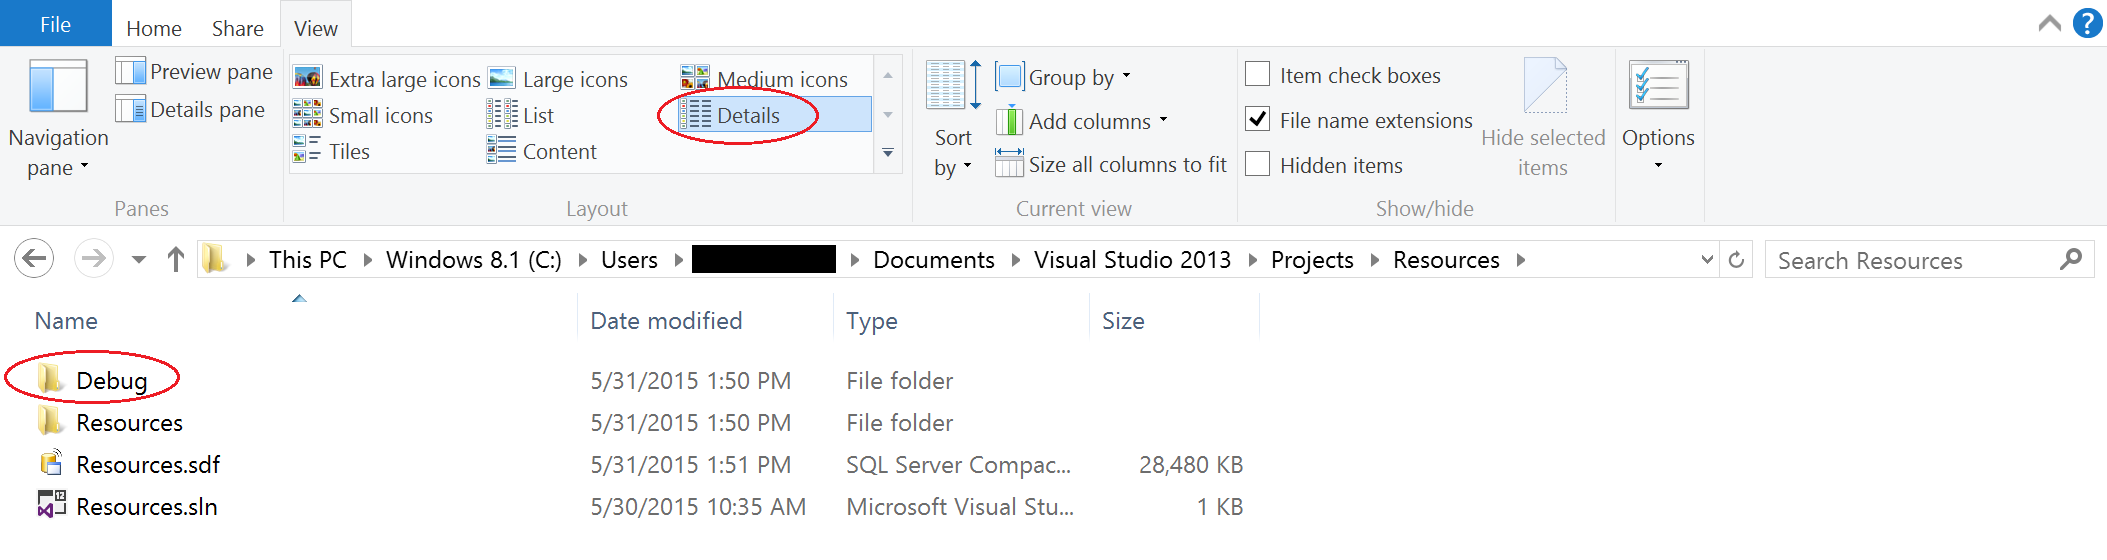 File Home Share View
?
Navigation pane
Preview pane
Details pane
Panes
Extra large icons Large icons Medium icons
Small icons List Details
Tiles Content
Layout
Sort by
Group by
Add columns
Size all columns to fit
Current view
Item check boxes
File name extensions
Hidden items
Hide selected items
Show/hide
Options
This PC Windows 8.1 (C:) Users Documents Visual Studio 2013 Projects Resources
Search Resources
Name Date modified Type Size
Debug 5/31/2015 1:50 PM File folder
Resources 5/31/2015 1:50 PM File folder
Resources.sdf 5/31/2015 1:51 PM SQL Server Compac... 28,480 KB
Resources.sln 5/30/2015 10:35 AM Microsoft Visual Stu... 1 KB
12